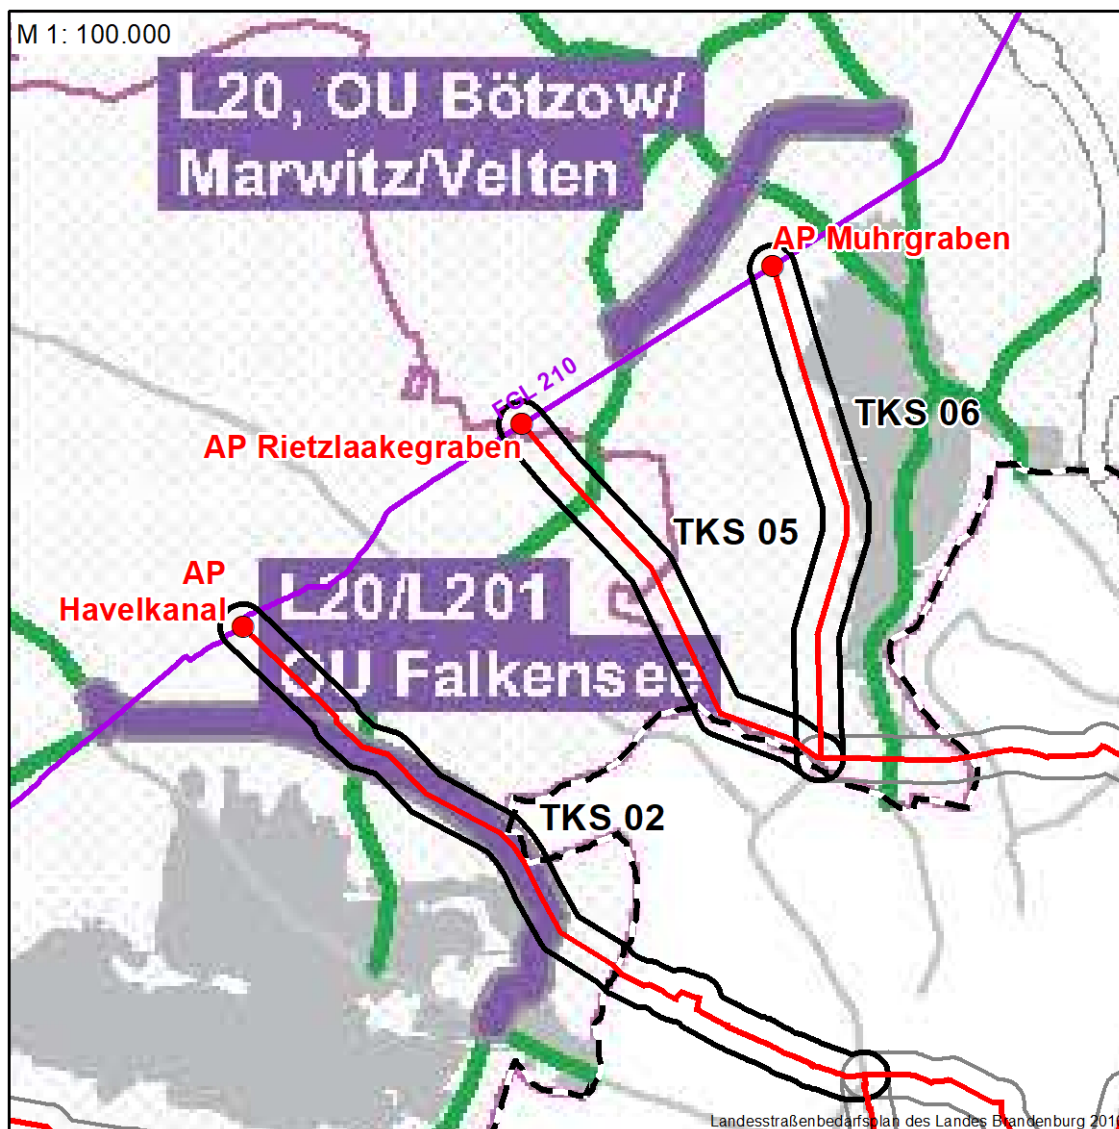 M 1: 100.000
L20, OU Bötzow/
Marwitz/Velten
AP Muhrgraben
FGL 210
TKS 06
AP Rietzlaakegraben
TKS 05
AP
Havelkanal
L20/L201
OU Falkensee
TKS 02
Landesstraßenbedarfsplan des Landes Brandenburg